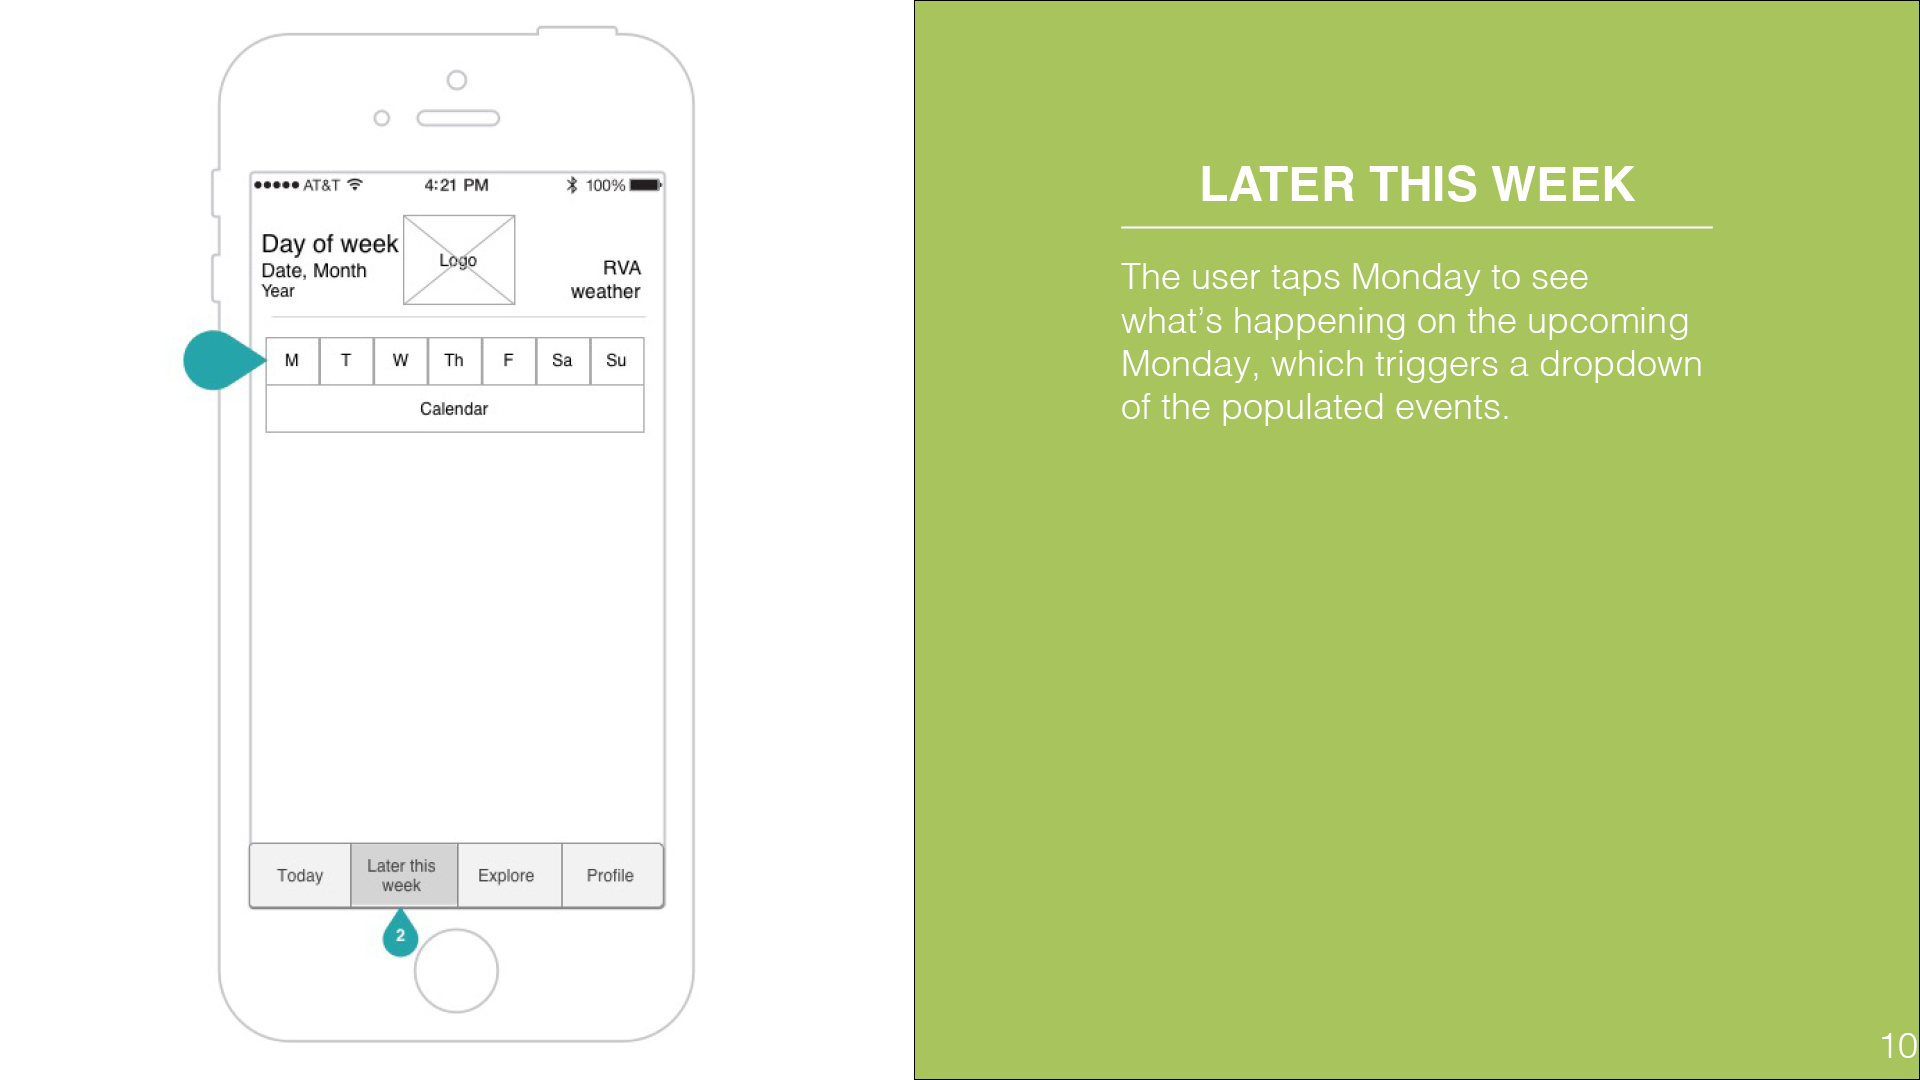 AT&T 4:21 PM 100%
Day of week
Date, Month
Year
Logo
RVA
weather
M T W Th F Sa Su
Calendar
Today Later this week Explore Profile
2
LATER THIS WEEK
The user taps Monday to see
what's happening on the upcoming
Monday, which triggers a dropdown
of the populated events.
10